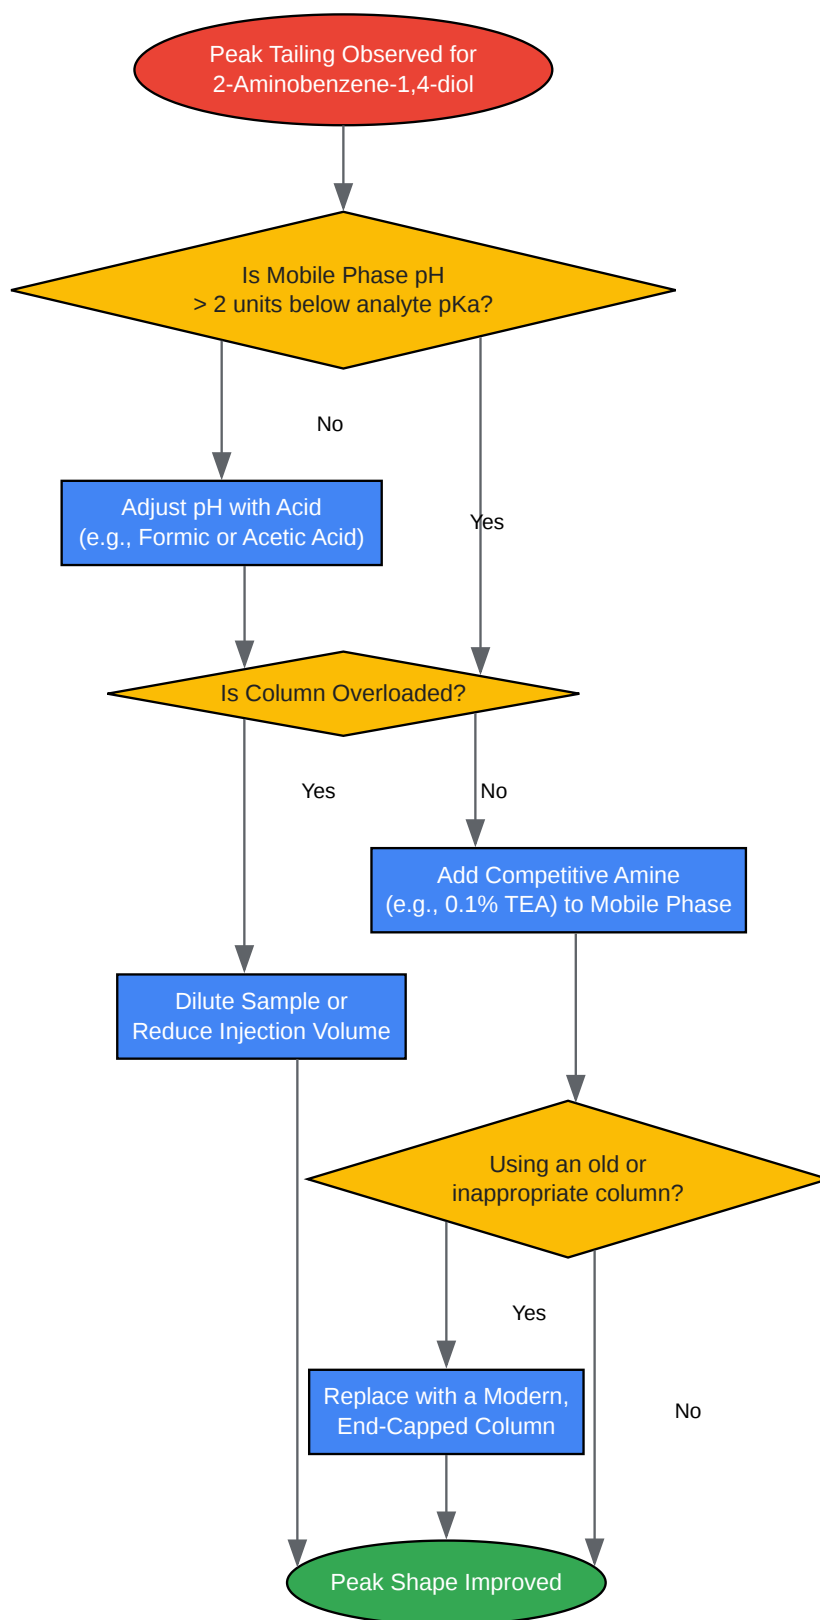 Peak Tailing Observed for
2-Aminobenzene-1,4-diol
Is Mobile Phase pH
> 2 units below analyte pKa?
No
Adjust pH with Acid
(e.g., Formic or Acetic Acid)
Yes
Is Column Overloaded?
Yes
No
Add Competitive Amine
(e.g., 0.1% TEA) to Mobile Phase
Dilute Sample or
Reduce Injection Volume
Using an old or
inappropriate column?
Yes
Replace with a Modern,
End-Capped Column
No
Peak Shape Improved